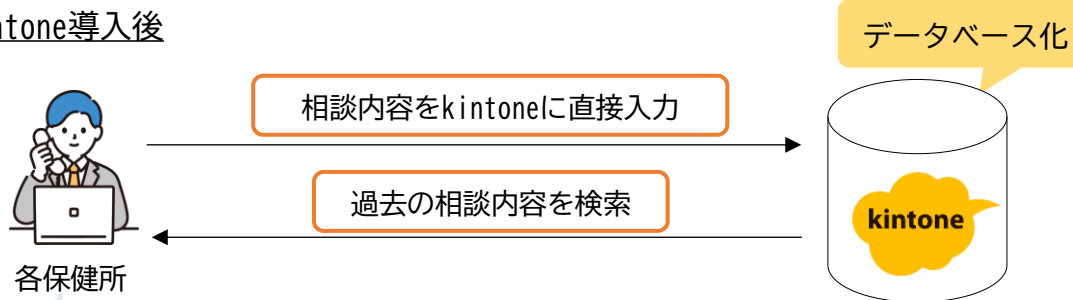 ntone導入後
データベース化
相談内容をkintoneに直接入力
過去の相談内容を検索
kintone
各保健所